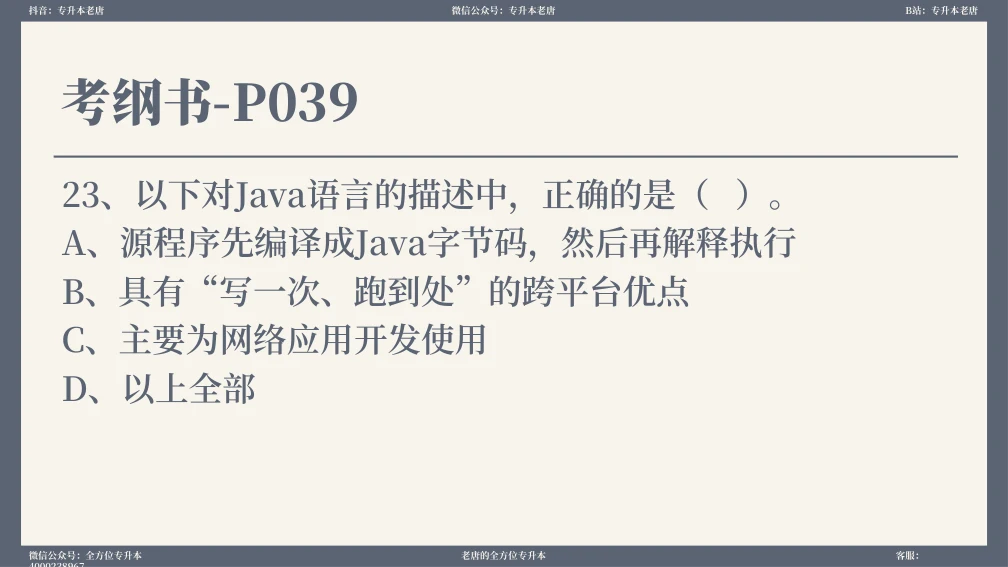 抖音：专升本老唐
微信公众号：专升本老唐
B站：专升本老唐
考纲书-P039
23、以下对Java语言的描述中，正确的是（ ）。
A、源程序先编译成Java字节码，然后再解释执行
B、具有“写一次、跑到处”的跨平台优点
C、主要为网络应用开发使用
D、以上全部
微信公众号：全方位专升本
老唐的全方位专升本
客服：
4000238967